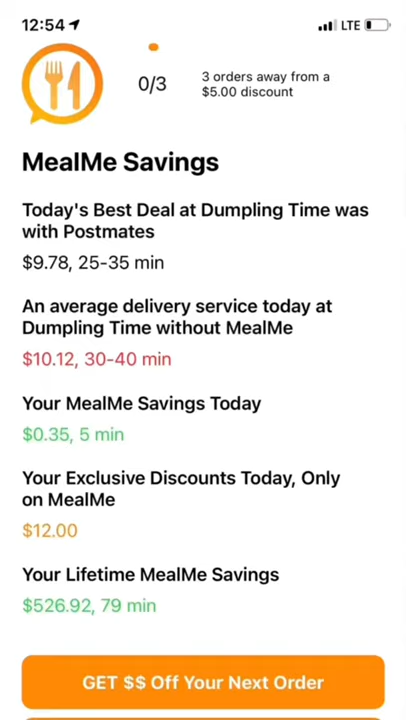 12:54
LTE
0/3
3 orders away from a
$5.00 discount
MealMe Savings
Today's Best Deal at Dumpling Time was
with Postmates
$9.78, 25-35 min
An average delivery service today at
Dumpling Time without MealMe
$10.12, 30-40 min
Your MealMe Savings Today
$0.35, 5 min
Your Exclusive Discounts Today, Only
on MealMe
$12.00
Your Lifetime MealMe Savings
$526.92, 79 min
GET $$ Off Your Next Order